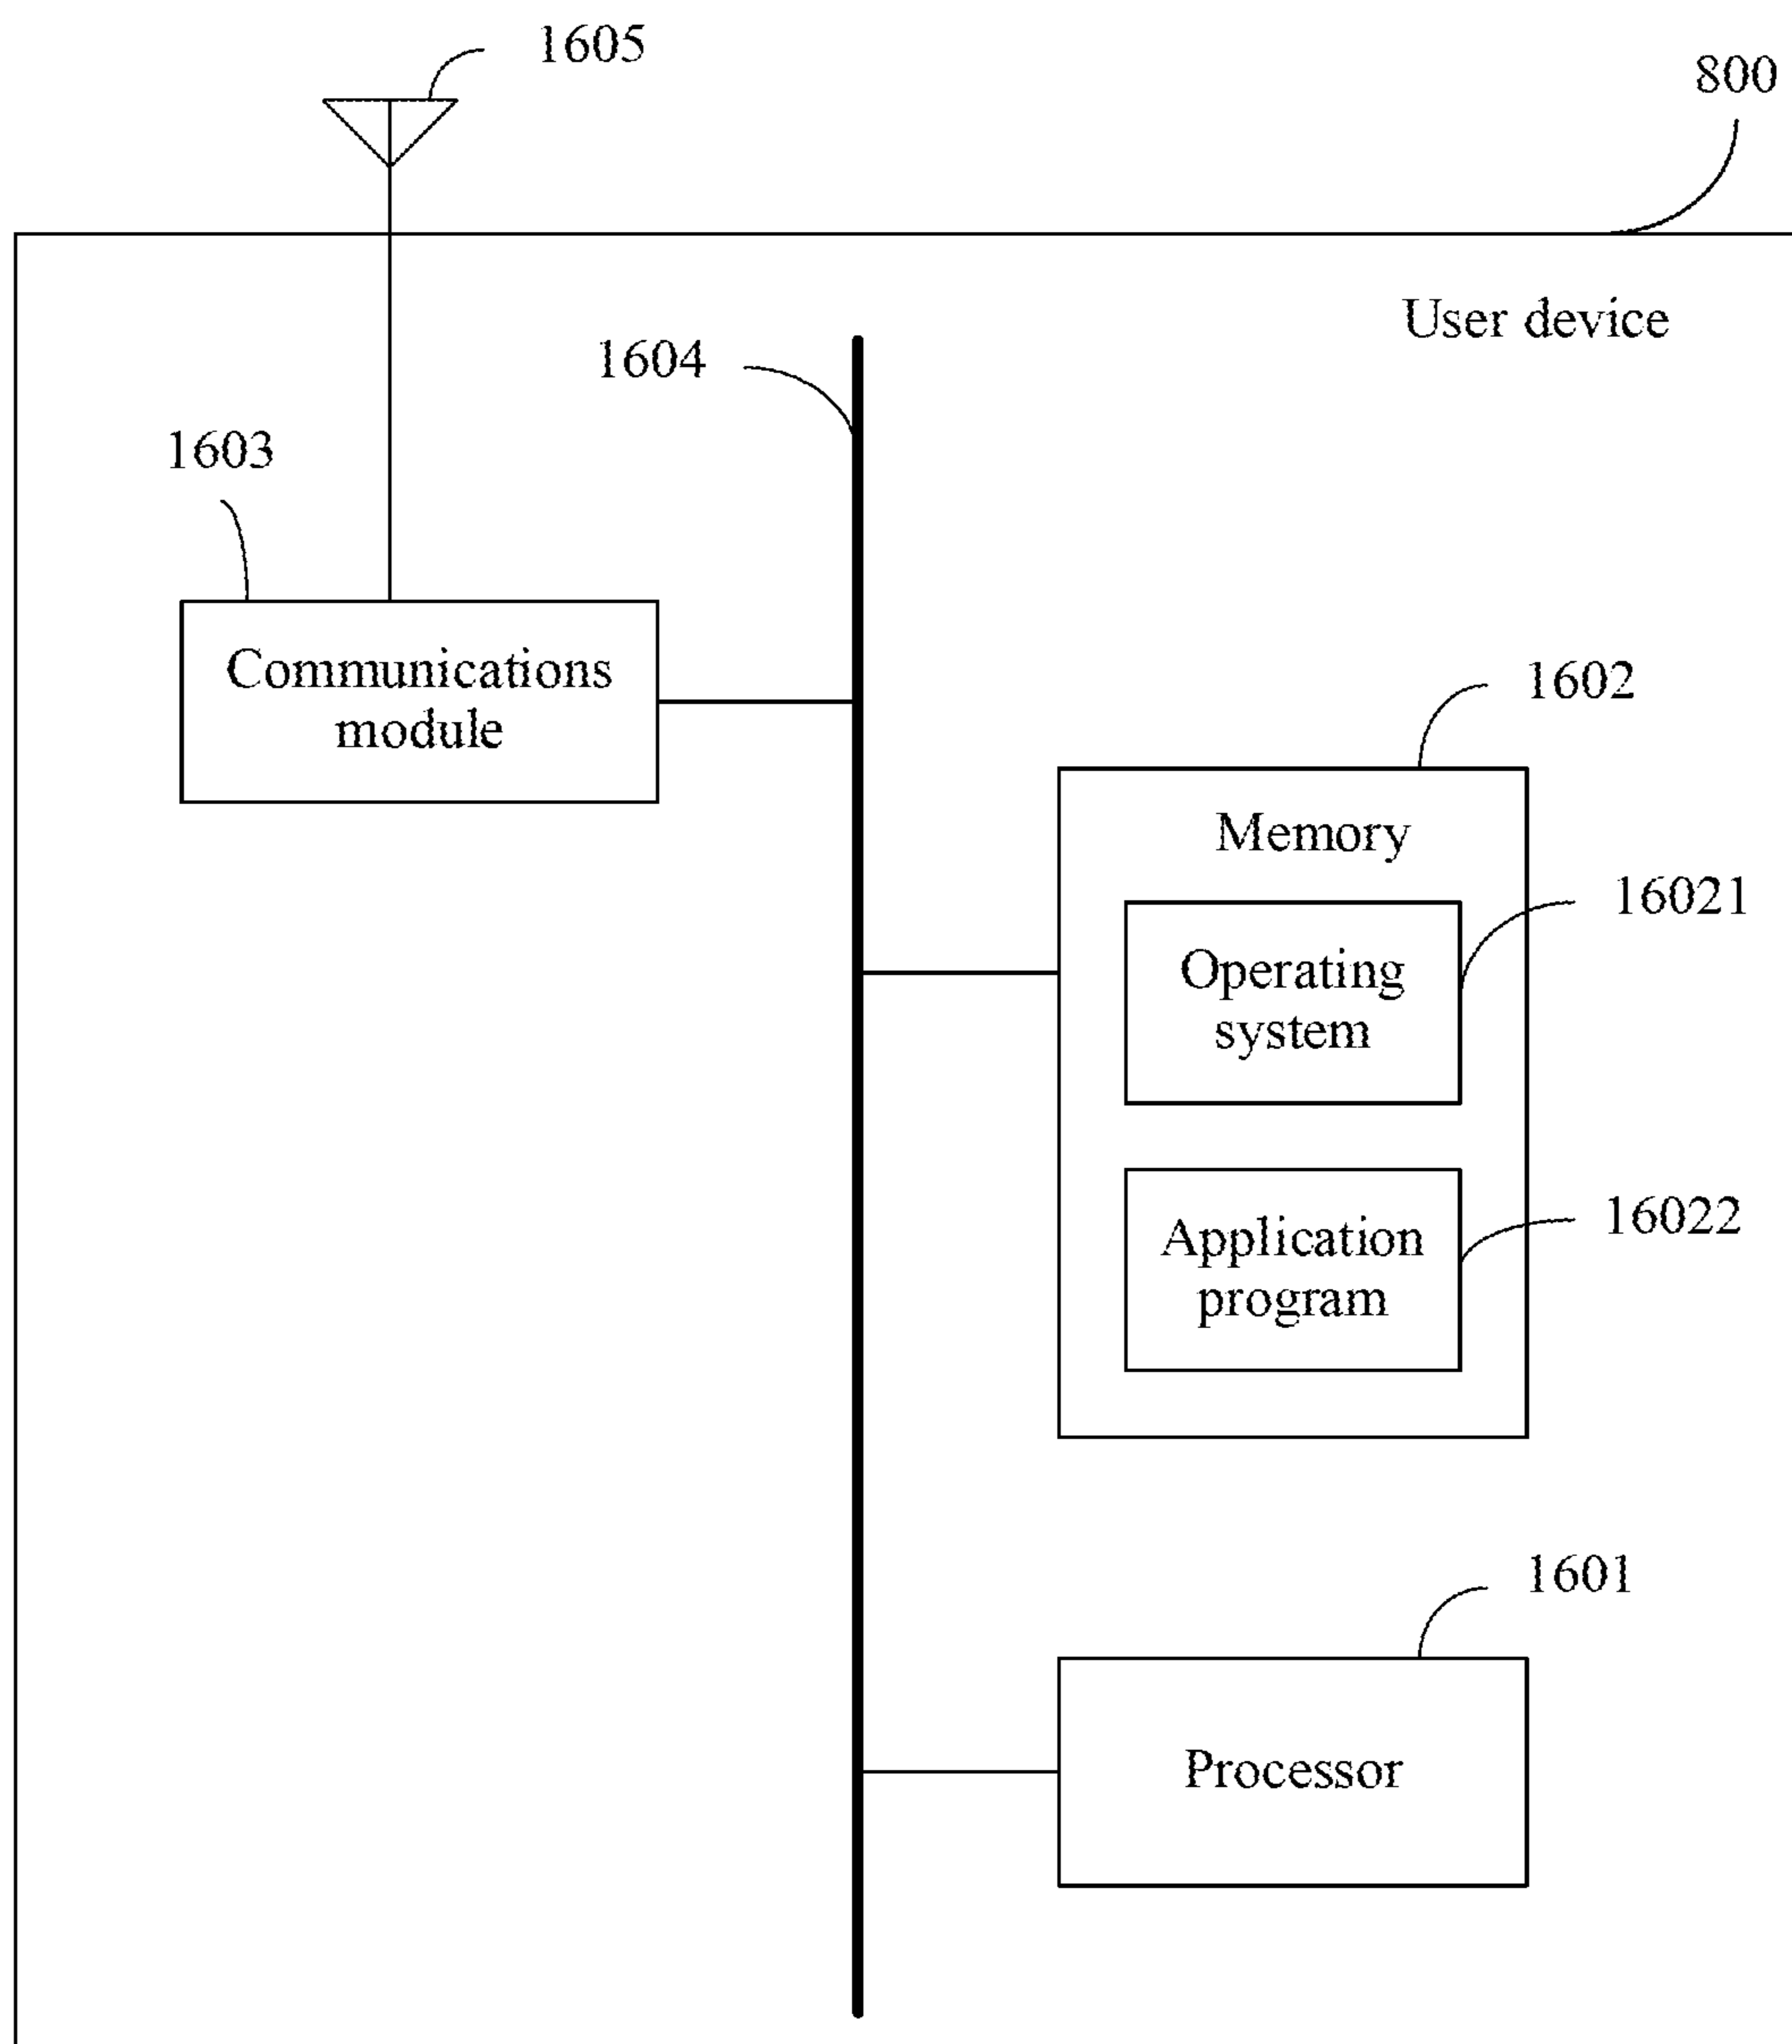 1605
800
User device
1604
1603
Communications
module
1602
Memory
16021
Operating
system
16022
Application
program
1601
Processor